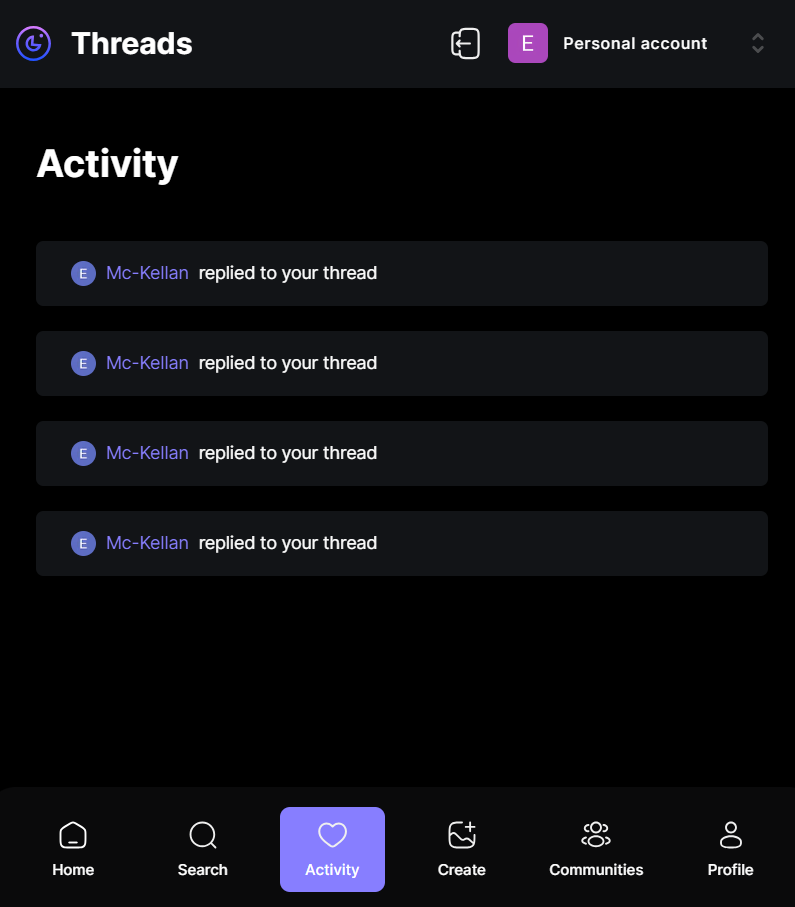 Threads
E Personal account
Activity
E Mc-Kellan replied to your thread
E Mc-Kellan replied to your thread
E Mc-Kellan replied to your thread
E Mc-Kellan replied to your thread
Home Search Activity Create Communities Profile